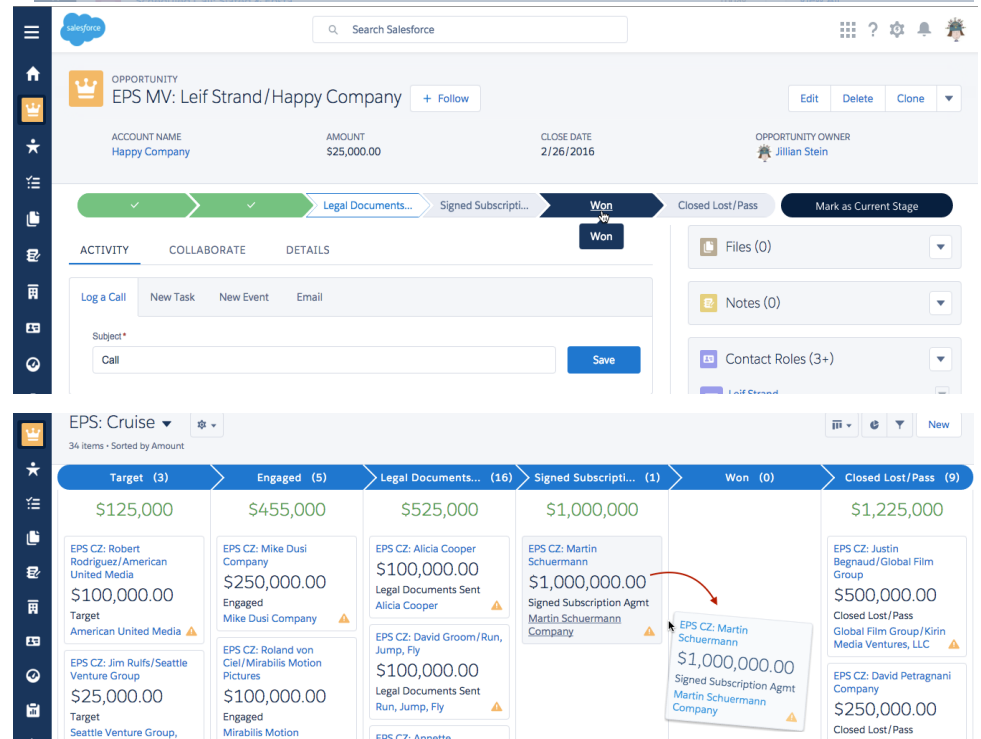 salesforce
Search Salesforce
OPPORTUNITY
EPS MV: Leif Strand/Happy Company
+ Follow
Edit
Delete
Clone
ACCOUNT NAME
AMOUNT
CLOSE DATE
OPPORTUNITY OWNER
Happy Company
$25,000.00
2/26/2016
Jillian Stein
Legal Documents...
Signed Subscripti...
Won
Closed Lost/Pass
Mark as Current Stage
Won
ACTIVITY
COLLABORATE
DETAILS
Files (0)
Log a Call
New Task
New Event
Email
Notes (0)
Subject*
Call
Save
Contact Roles (3+)
Leif Strand
EPS: Cruise
34 items • Sorted by Amount
New
Target (3)
Engaged (5)
Legal Documents... (16)
Signed Subscripti... (1)
Won (0)
Closed Lost/Pass (9)
$125,000
$455,000
$525,000
$1,000,000
$1,225,000
EPS CZ: Robert
Rodriguez/American
United Media
$100,000.00
Target
American United Media
EPS CZ: Jim Rulfs/Seattle
Venture Group
$25,000.00
Target
Seattle Venture Group,
EPS CZ: Mike Dusi
Company
$250,000.00
Engaged
Mike Dusi Company
EPS CZ: Roland von
Ciel/Mirabilis Motion
Pictures
$100,000.00
Engaged
Mirabilis Motion
EPS CZ: Alicia Cooper
$100,000.00
Legal Documents Sent
Alicia Cooper
EPS CZ: David Groom/Run,
Jump, Fly
$100,000.00
Legal Documents Sent
Run, Jump, Fly
EPS CZ: Annette
EPS CZ: Martin
Schuermann
$1,000,000.00
Signed Subscription Agmt
Martin Schuermann
Company
EPS CZ: Martin
Schuermann
$1,000,000.00
Signed Subscription Agmt
Martin Schuermann
Company
EPS CZ: Justin
Begnaud/Global Film
Group
$500,000.00
Closed Lost/Pass
Global Film Group/Kirin
Media Ventures, LLC
EPS CZ: David Petragnani
Company
$250,000.00
Closed Lost/Pass